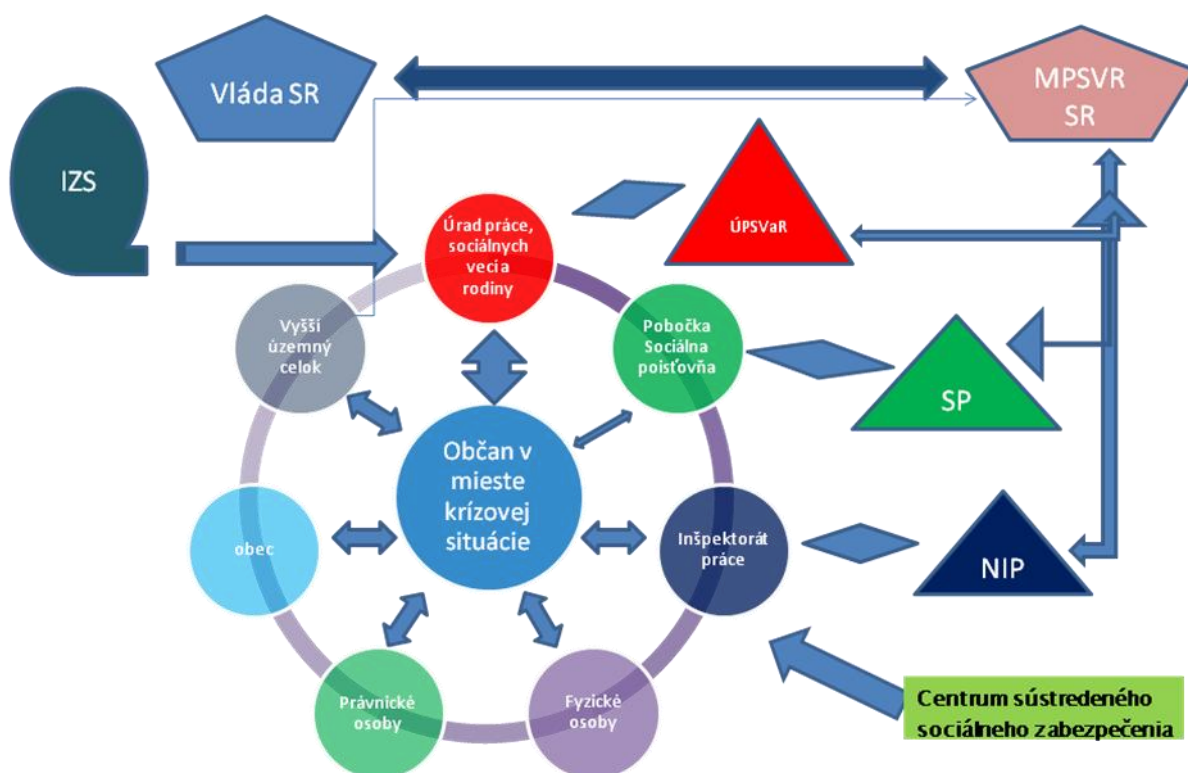 Vláda SR
MPSVR
SR
IZS
Úrad práce,
sociálnych
vecí a
rodiny
ÚPSVaR
Vyšší
územný
celok
Pobočka
Sociálna
poisťovňa
SP
Občan v
mieste
krízovej
situácie
obec
Inšpektorát
práce
NIP
Právnické
osoby
Fyzické
osoby
Centrum sústredeného
sociálneho zabezpečenia